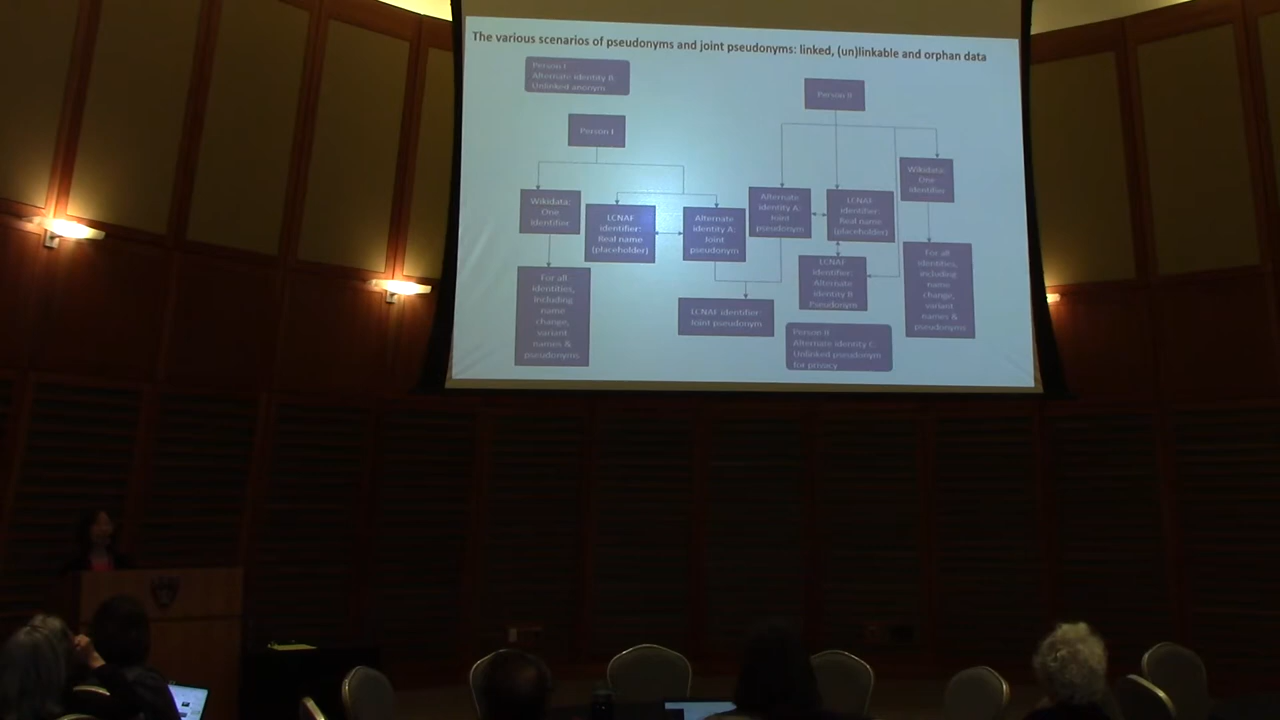 The various scenarios of pseudonyms and joint pseudonyms: linked, (un)linkable and orphan data
Person I
Alternate identity B:
Unlinked anonym
Person I
Wikidata:
One
identifier
For all
identities,
including
name
change,
variant
names &
pseudonyms
LCNAF
identifier:
Real name
(placeholder)
Alternate
identity A:
Joint
pseudonym
LCNAF identifier:
Joint pseudonym
Person II
Alternate
identity A:
Joint
pseudonym
LCNAF
identifier:
Real name
(placeholder)
LCNAF
identifier:
Alternate
identity B
Pseudonym
Wikidata:
One
identifier
For all
identities,
including
name
change,
variant
names &
pseudonyms
Person II
Alternate identity C:
Unlinked pseudonym
for privacy